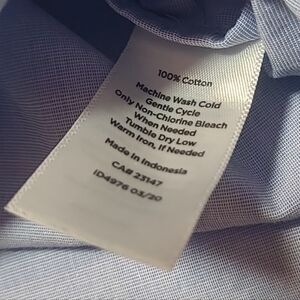 100% Cotton
Machine Wash Cold
Gentle Cycle
Only Non-Chlorine Bleach
When Needed
Tumble Dry Low
Warm Iron, If Needed
Made in Indonesia
CA# 23147
ID4976 03/20